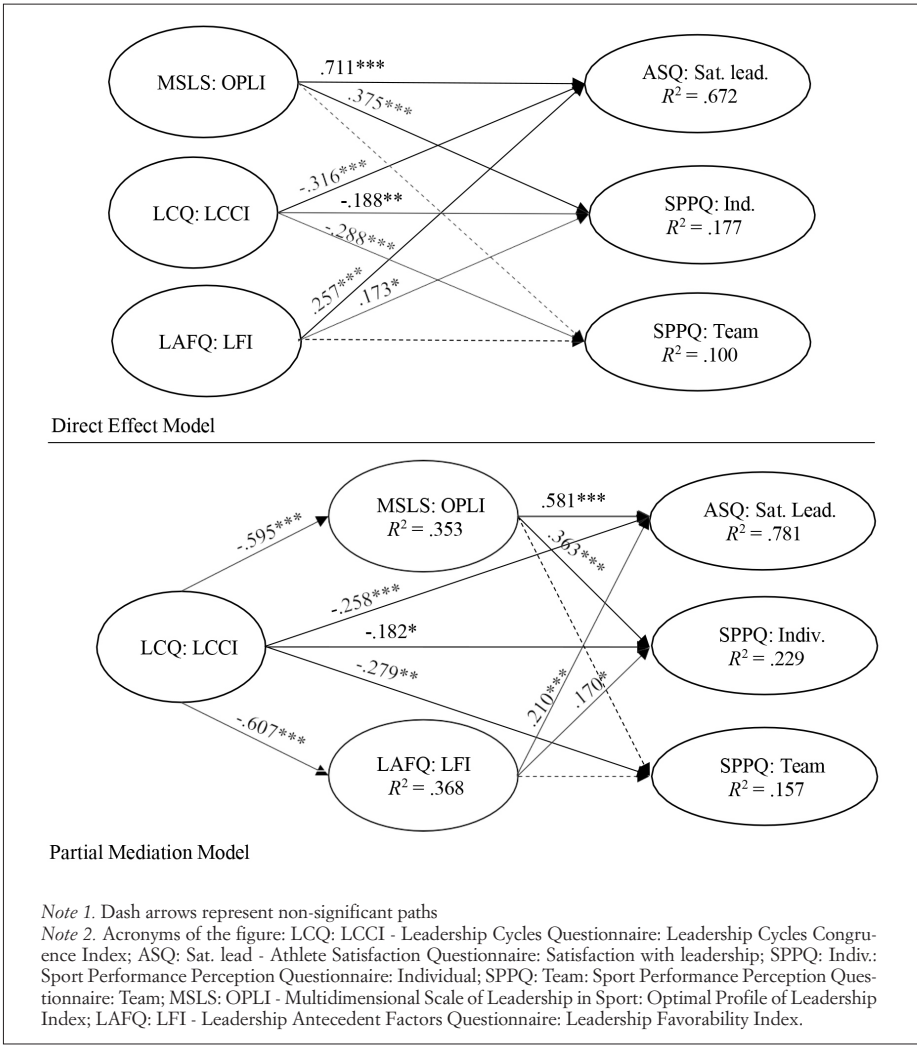 MSLS: OPLI
.711***
ASQ: Sat. lead.
R² = .672
.375***
LCQ: LCCI
-.316***
-.188**
-.288***
SPPQ: Ind.
R² = .177
LAFQ: LFI
.257***
.173*
SPPQ: Team
R² = .100
Direct Effect Model
MSLS: OPLI
R² = .353
.581***
ASQ: Sat. Lead.
R² = .781
-.595***
.363***
-.258***
LCQ: LCCI
-.182*
SPPQ: Indiv.
R² = .229
-.279**
.210***
.170*
-.607***
LAFQ: LFI
R² = .368
SPPQ: Team
R² = .157
Partial Mediation Model
Note 1. Dash arrows represent non-significant paths
Note 2. Acronyms of the figure: LCQ: LCCI - Leadership Cycles Questionnaire: Leadership Cycles Congru-
ence Index; ASQ: Sat. lead - Athlete Satisfaction Questionnaire: Satisfaction with leadership; SPPQ: Indiv.:
Sport Performance Perception Questionnaire: Individual; SPPQ: Team: Sport Performance Perception Ques-
tionnaire: Team; MSLS: OPLI - Multidimensional Scale of Leadership in Sport: Optimal Profile of Leadership
Index; LAFQ: LFI - Leadership Antecedent Factors Questionnaire: Leadership Favorability Index.